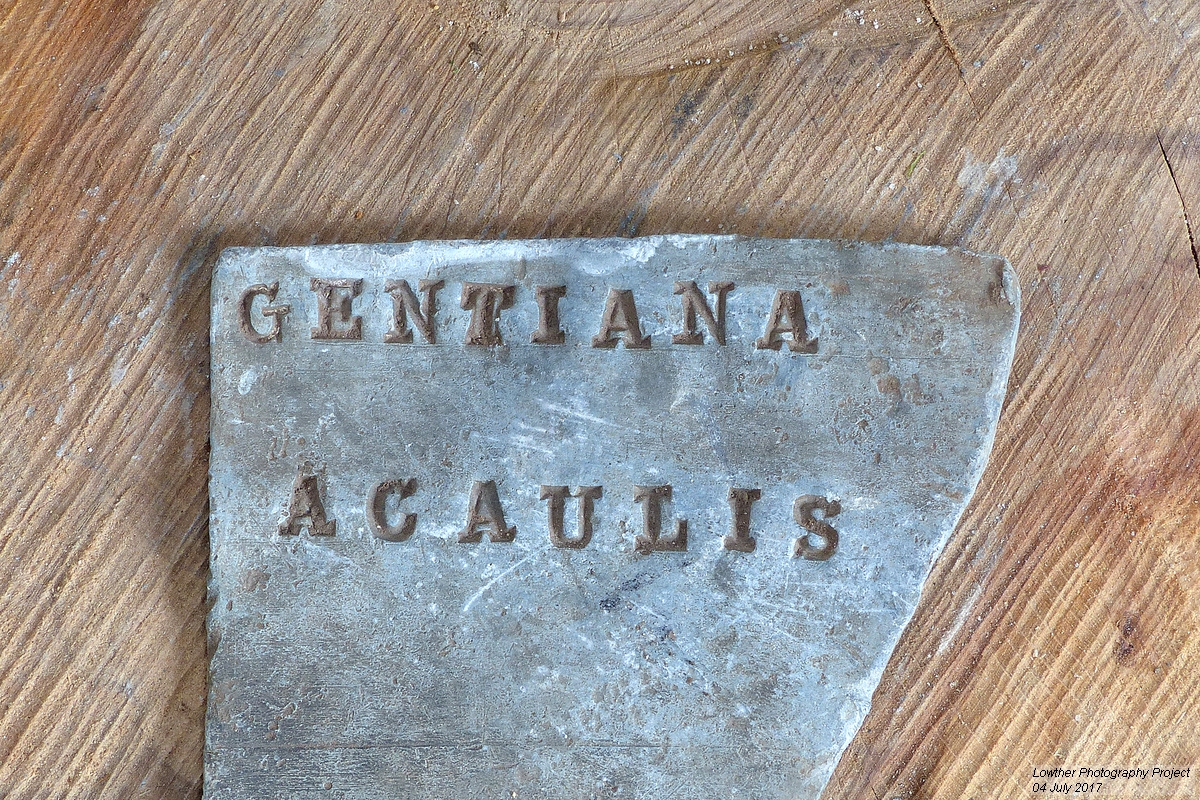 GENTIANA
ACAULIS
Lowther Photography Project
04 July 2017